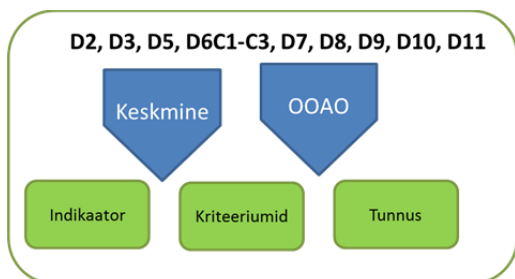 D2, D3, D5, D6C1-C3, D7, D8, D9, D10, D11
Keskmine OOAO
Indikaator Kriteeriumid Tunnus